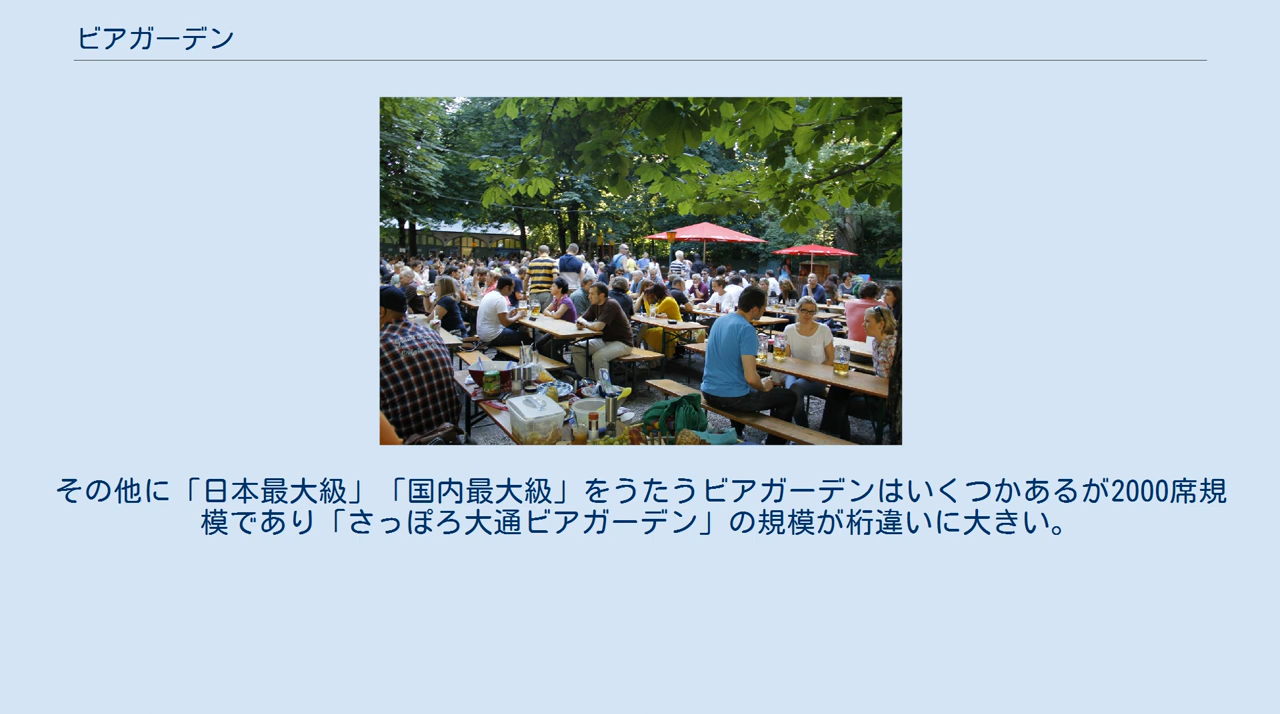 ビアガーデン
その他に「日本最大級」「国内最大級」をうたうビアガーデンはいくつかあるが2000席規
模であり「さっぽろ大通ビアガーデン」の規模が桁違いに大きい。